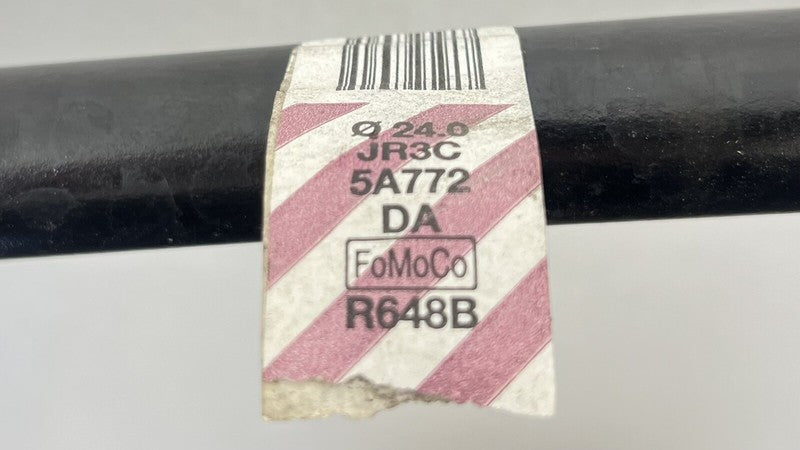 Ø 24.0
JR3C
5A772
DA
FoMoCo
R648B